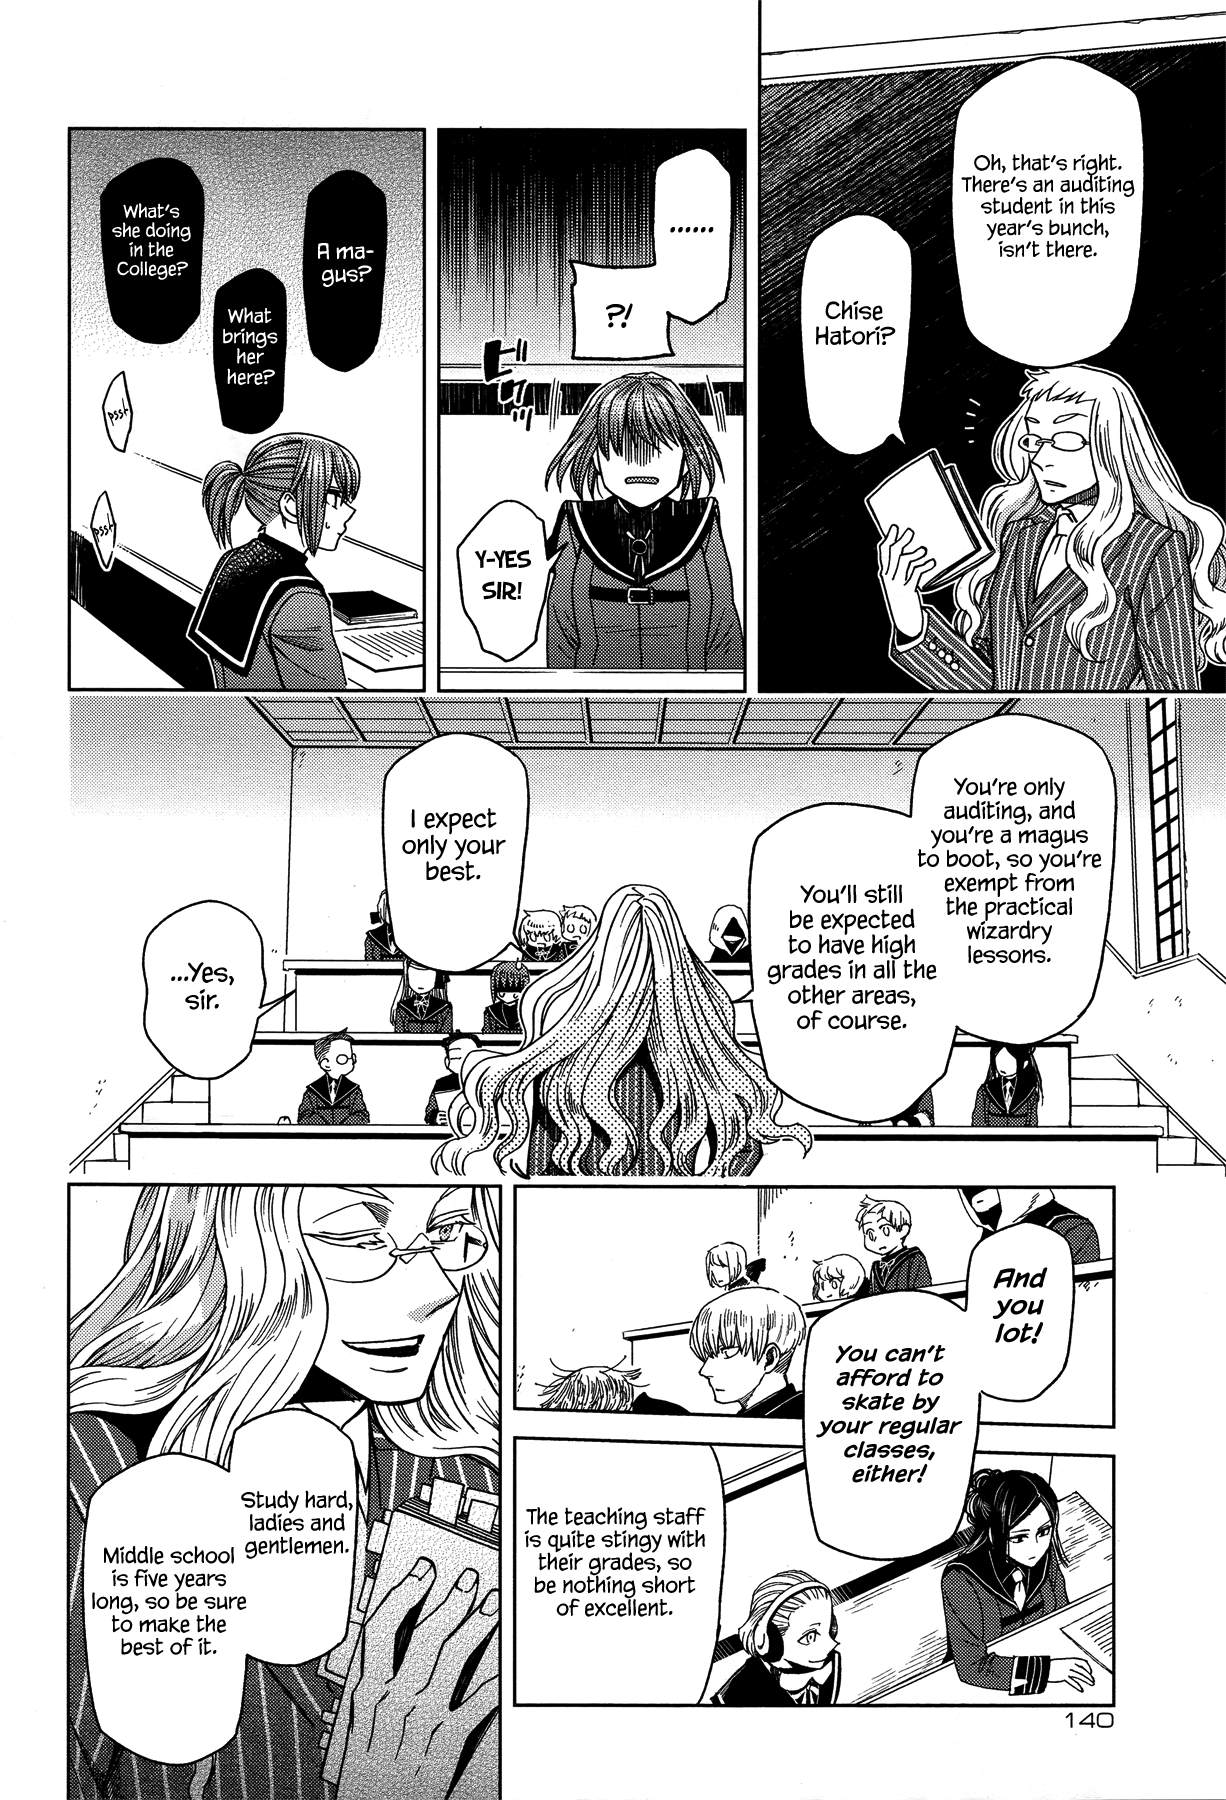 Oh, that's right.
There's an auditing
student in this
year's bunch,
isn't there.
Chise
Hatori?
......
?!
Y-YES
SIR!
A ma-
gus?
What
brings
her
here?
What's
she doing
in the
College?
psst
psst
You're only
auditing, and
you're a magus
to boot, so you're
exempt from
the practical
wizardry
lessons.
You'll still
be expected
to have high
grades in all the
other areas,
of course.
I expect
only your
best.
...Yes,
sir.
And
you
lot!
You can't
afford to
skate by
your regular
classes,
either!
The teaching staff
is quite stingy with
their grades, so
be nothing short
of excellent.
Study hard,
ladies and
gentlemen.
Middle school
is five years
long, so be sure
to make the
best of it.
140